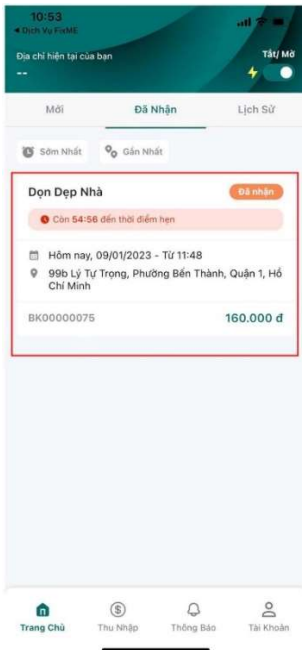 10:53
◀ Dịch Vụ FixME
Địa chỉ hiện tại của bạn
Tắt/ Mở
--
Mới
Đã Nhận
Lịch Sử
Sớm Nhất
Gần Nhất
Dọn Dẹp Nhà
Đã nhận
Còn 54:56 đến thời điểm hẹn
Hôm nay, 09/01/2023 - Từ 11:48
99b Lý Tự Trọng, Phường Bến Thành, Quận 1, Hồ
Chí Minh
BK00000075
160.000 đ
Trang Chủ
Thu Nhập
Thông Báo
Tài Khoản